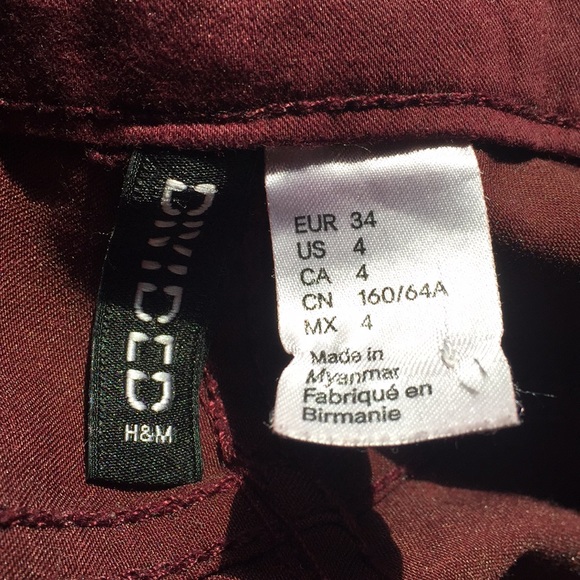 DIVIDED
H&M
EUR 34
US 4
CA 4
CN 160/64A
MX 4
Made in
Myanmar
Fabriqué en
Birmanie